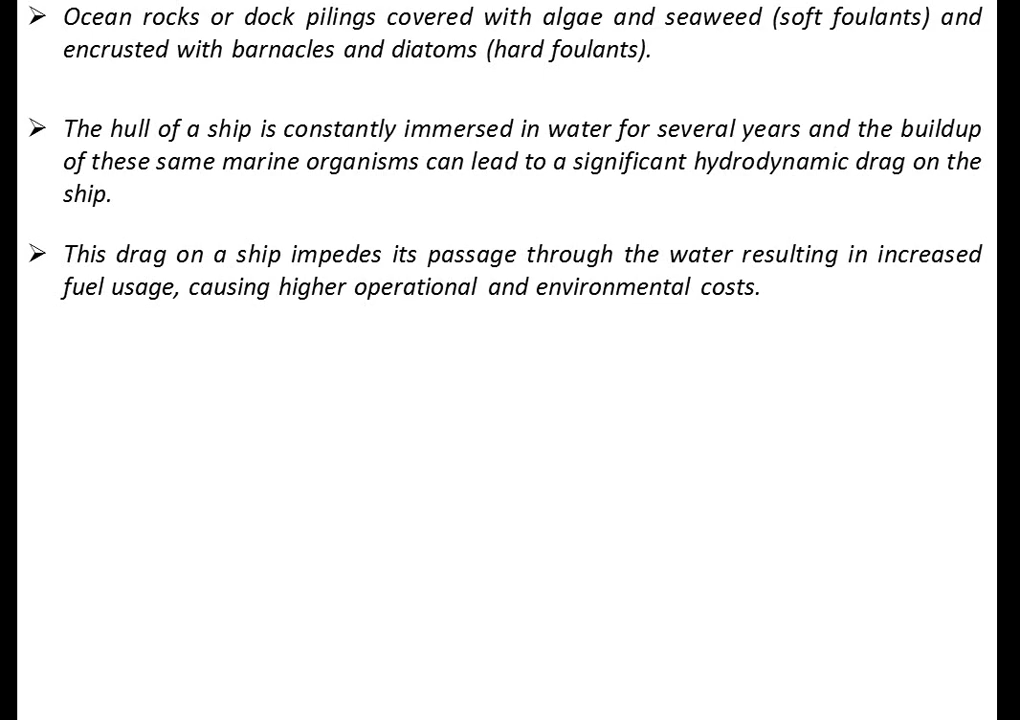 ➢ Ocean rocks or dock pilings covered with algae and seaweed (soft foulants) and
encrusted with barnacles and diatoms (hard foulants).
➢ The hull of a ship is constantly immersed in water for several years and the buildup
of these same marine organisms can lead to a significant hydrodynamic drag on the
ship.
➢ This drag on a ship impedes its passage through the water resulting in increased
fuel usage, causing higher operational and environmental costs.